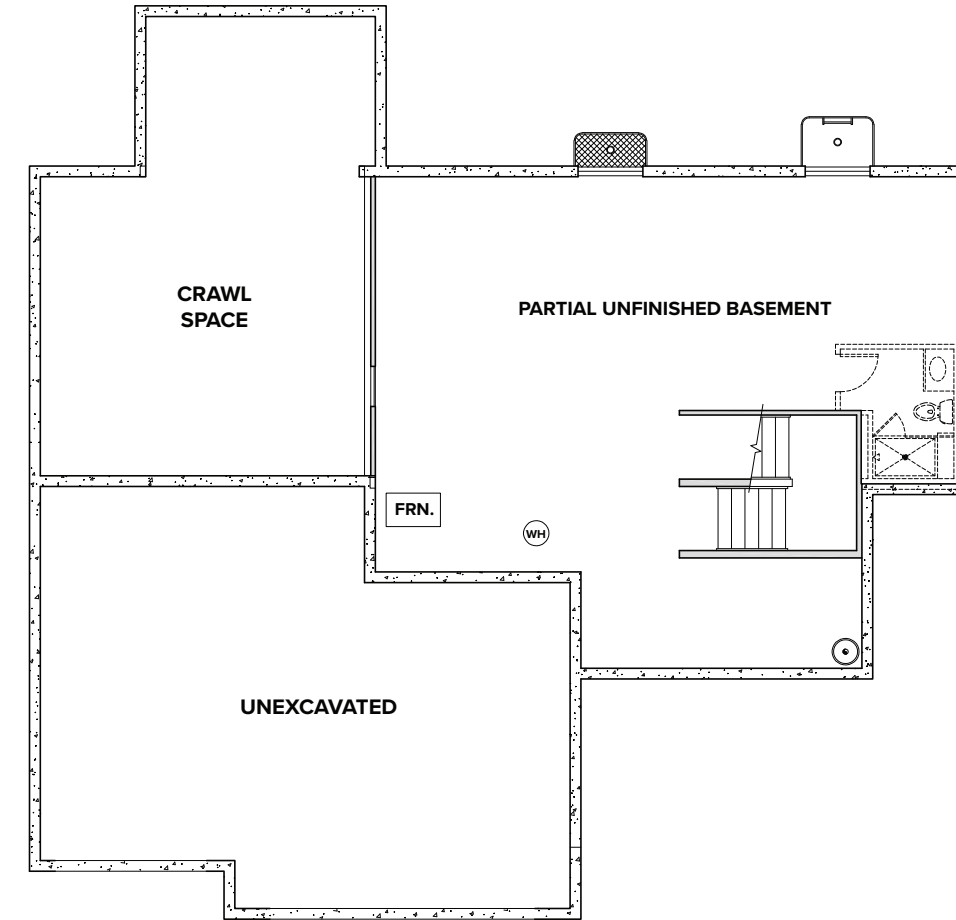 CRAWL
SPACE
PARTIAL UNFINISHED BASEMENT
FRN.
WH
UNEXCAVATED